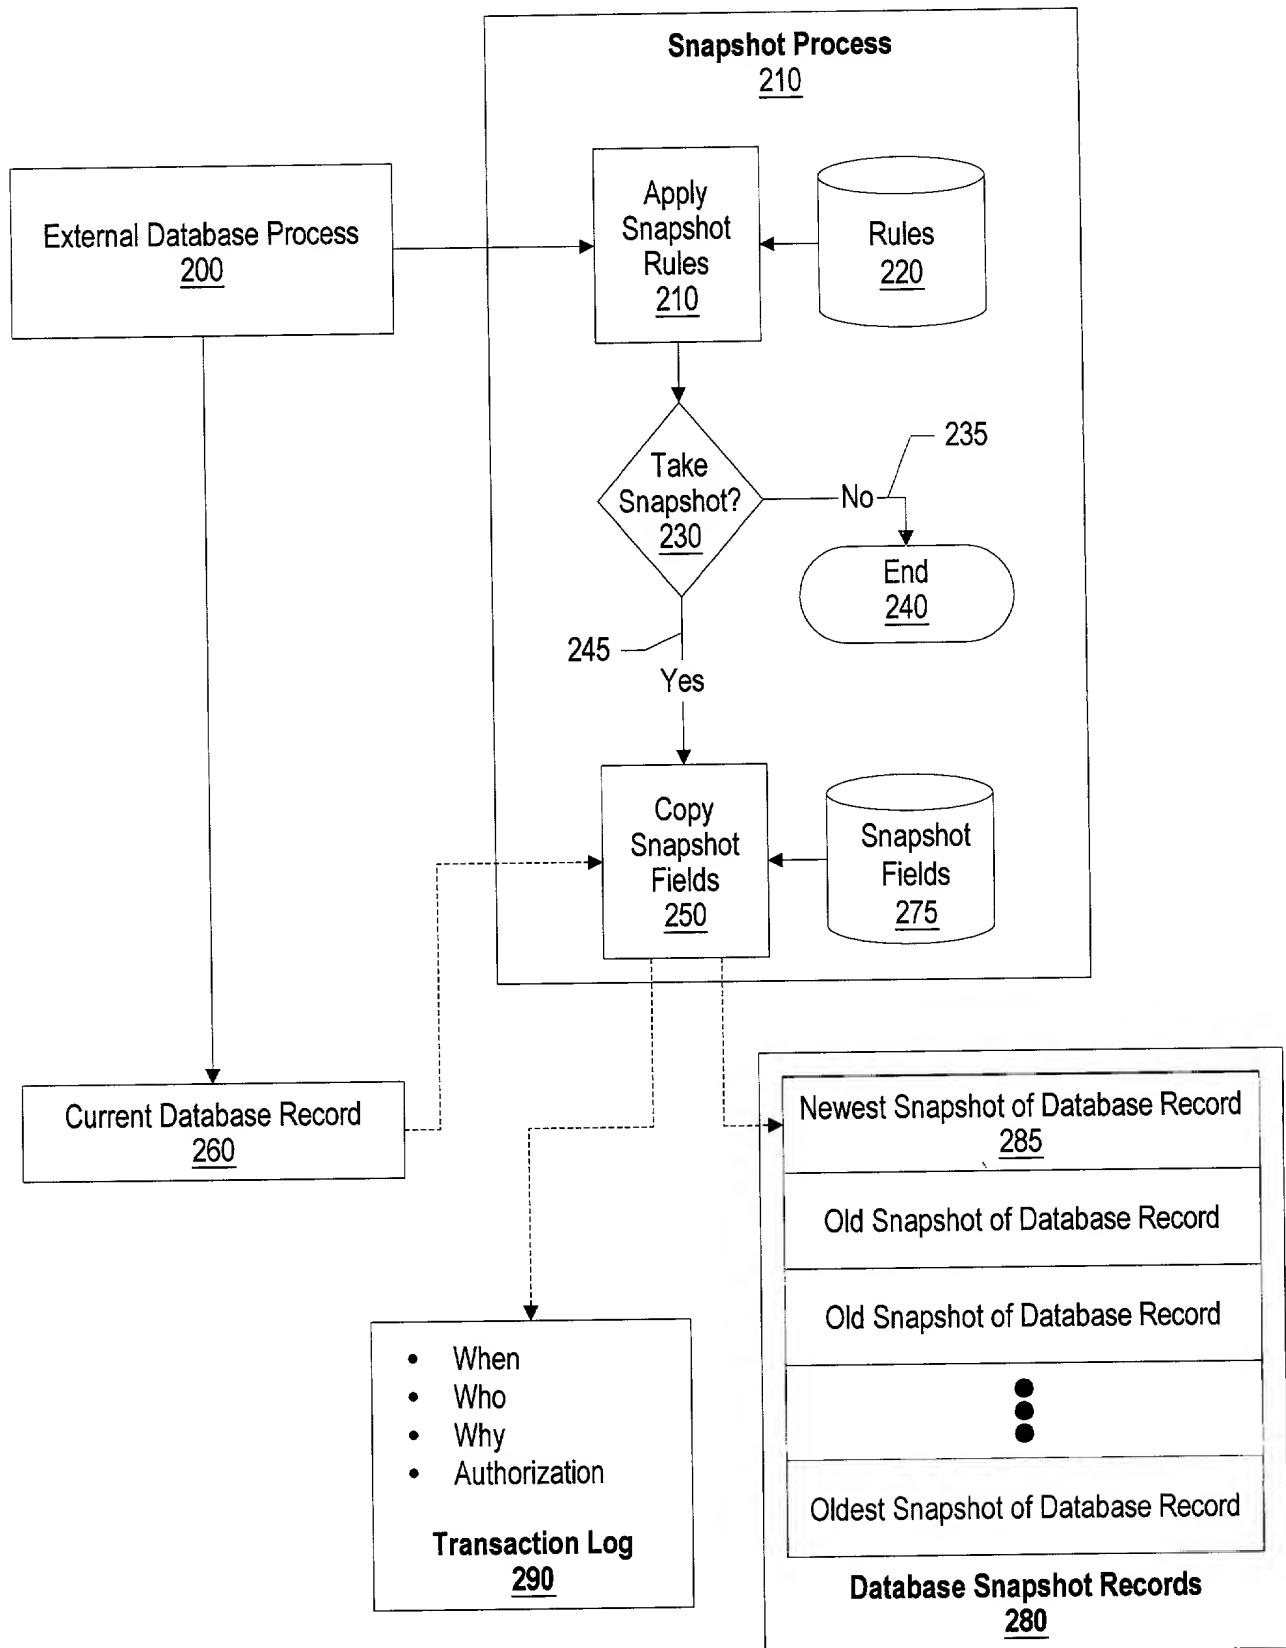 Snapshot Process
210
External Database Process
200
Apply
Snapshot
Rules
210
Rules
220
Take
Snapshot?
230
No
235
End
240
245
Yes
Copy
Snapshot
Fields
250
Snapshot
Fields
275
Current Database Record
260
Newest Snapshot of Database Record
285
Old Snapshot of Database Record
Old Snapshot of Database Record
Oldest Snapshot of Database Record
Database Snapshot Records
280
• When
• Who
• Why
• Authorization
Transaction Log
290